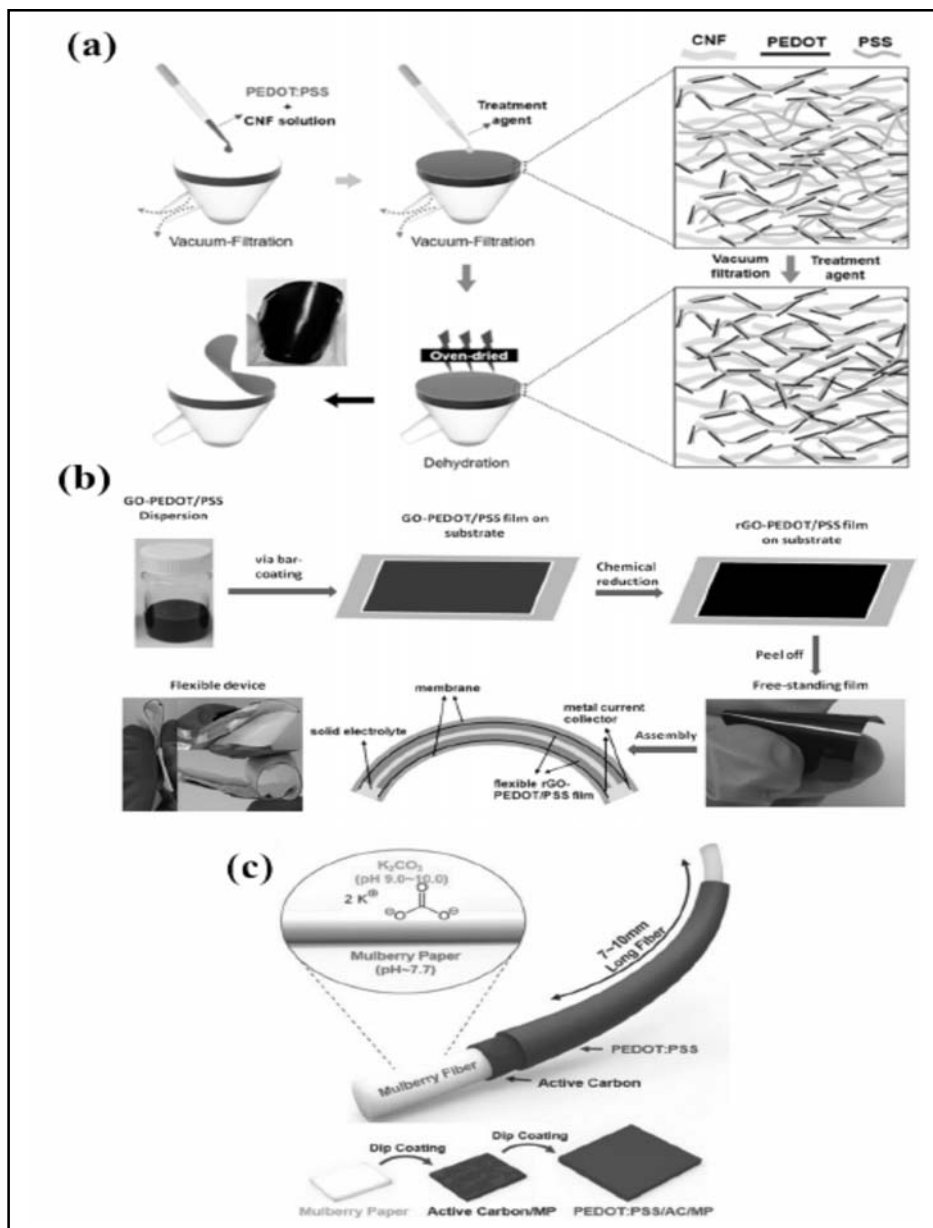 (a)
PEDOT:PSS
+
CNF solution
Vacuum-Filtration
Treatment
agent
Vacuum-Filtration
CNF PEDOT PSS
Vacuum
filtration
Treatment
agent
Oven-dried
Dehydration
(b)
GO-PEDOT/PSS
Dispersion
via bar-
coating
GO-PEDOT/PSS film on
substrate
Chemical
reduction
rGO-PEDOT/PSS film
on substrate
Peel off
Free-standing film
Assembly
Flexible device
membrane
solid electrolyte
metal current
collector
flexible rGO-
PEDOT/PSS film
(c)
K₂CO₃
(pH 9.0~10.0)
2 K⊕
O
⊖O O⊖
Mulberry Paper
(pH~7.7)
7~10mm
Long Fiber
PEDOT:PSS
Active Carbon
Mulberry Fiber
Dip Coating
Dip Coating
Mulberry Paper
Active Carbon/MP
PEDOT:PSS/AC/MP